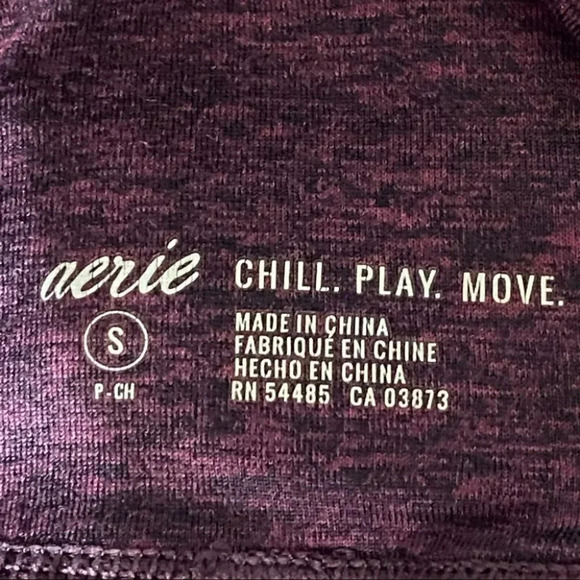 aerie CHILL. PLAY. MOVE.
S
P-CH
MADE IN CHINA
FABRIQUÉ EN CHINE
HECHO EN CHINA
RN 54485 CA 03873